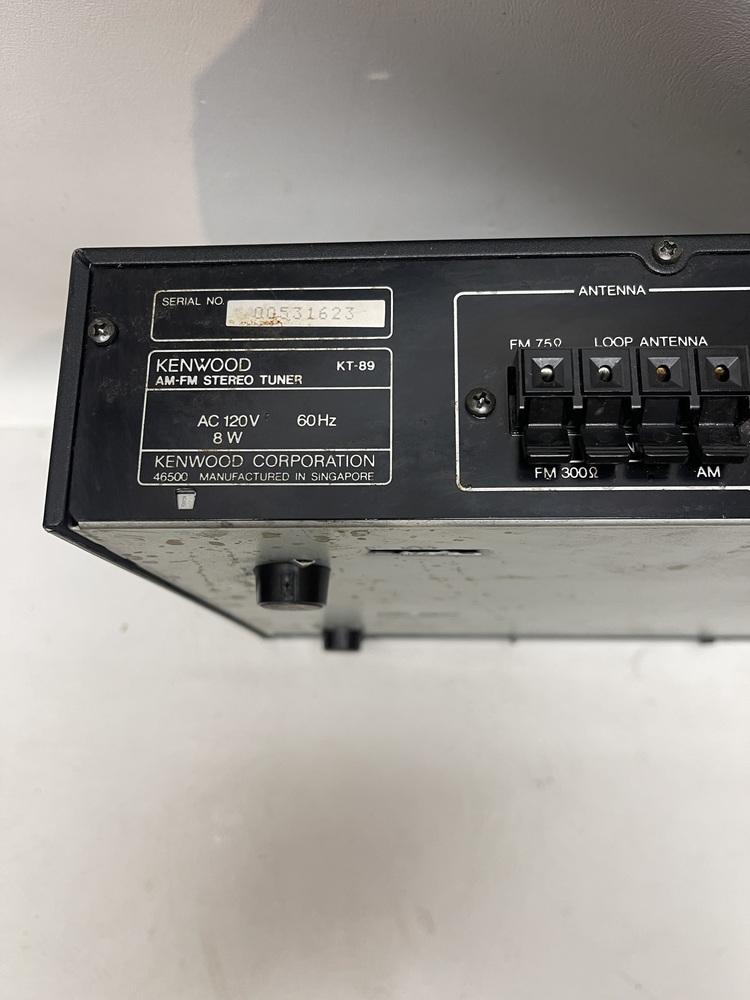 SERIAL NO. 00531623
KENWOOD KT-89
AM-FM STEREO TUNER
AC 120V 60Hz
8 W
KENWOOD CORPORATION
46500 MANUFACTURED IN SINGAPORE
ANTENNA
FM 75Ω LOOP ANTENNA
FM 300Ω AM